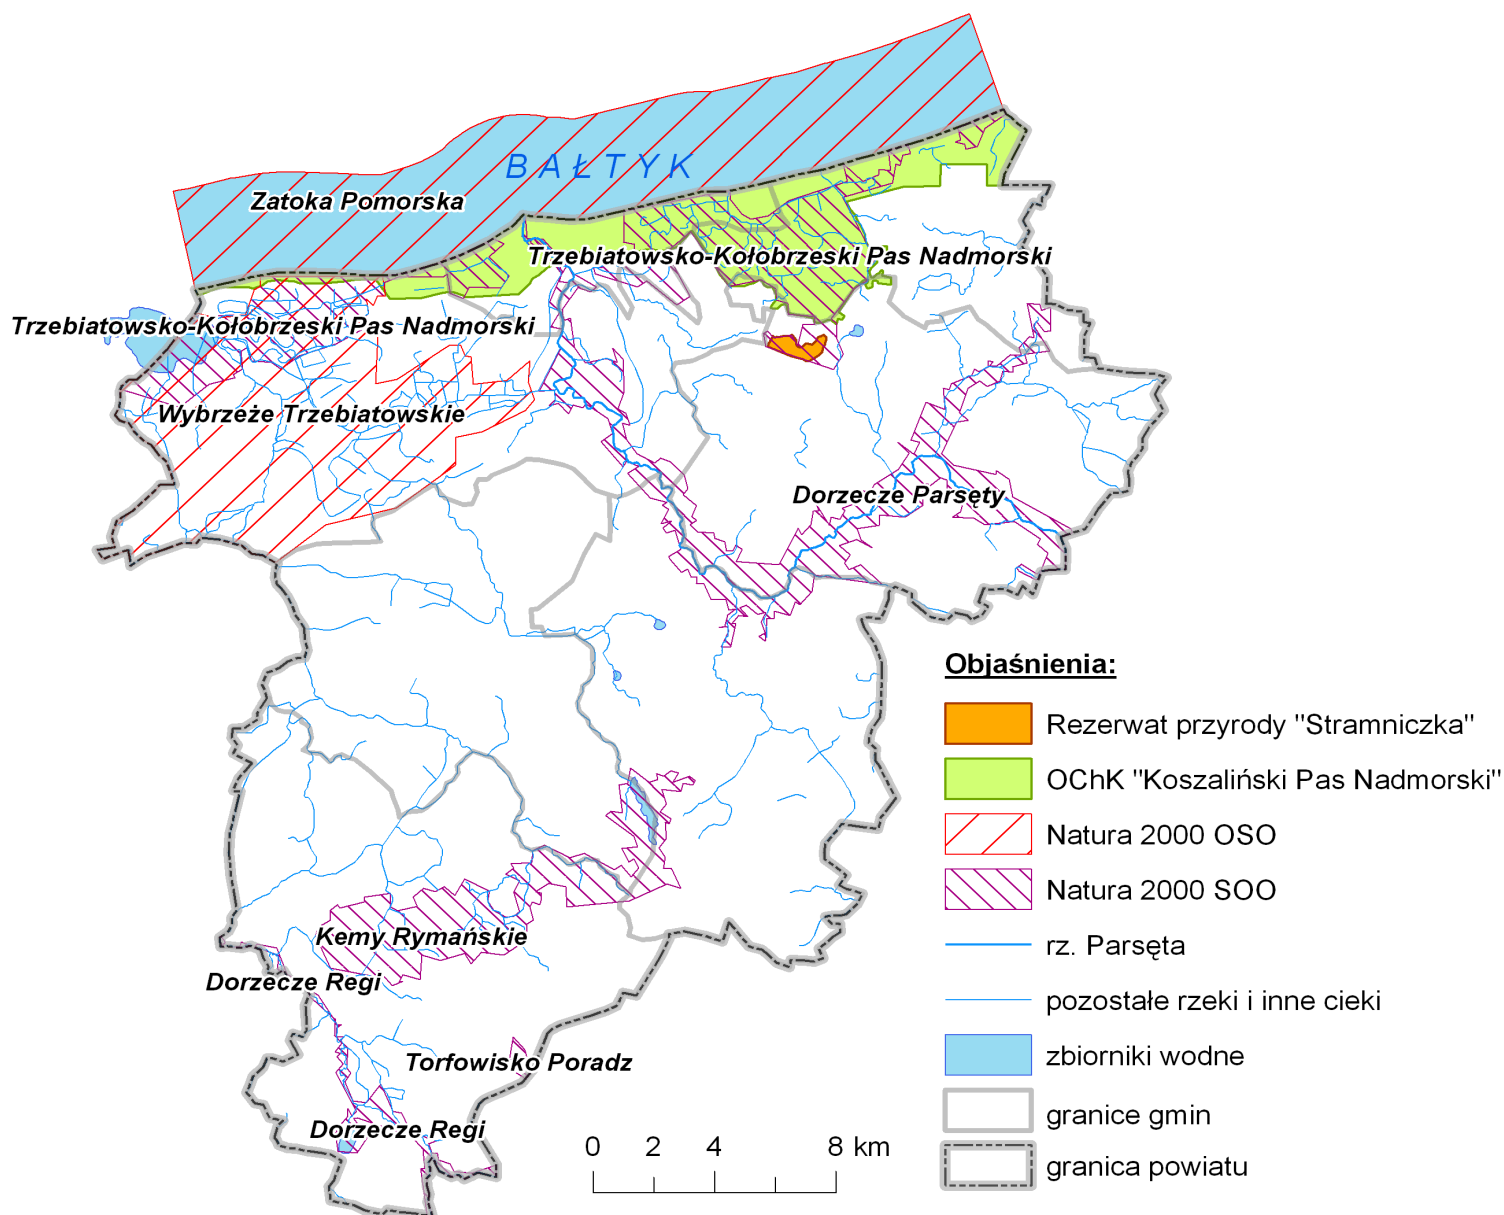 BAŁTYK
Zatoka Pomorska
Trzebiatowsko-Kołobrzeski Pas Nadmorski
Trzebiatowsko-Kołobrzeski Pas Nadmorski
Wybrzeże Trzebiatowskie
Dorzecze Parsęty
Kemy Rymańskie
Dorzecze Regi
Torfowisko Poradz
Dorzecze Regi
0 2 4 8 km
Objaśnienia:
Rezerwat przyrody "Stramniczka"
OChK "Koszaliński Pas Nadmorski"
Natura 2000 OSO
Natura 2000 SOO
rz. Parsęta
pozostałe rzeki i inne cieki
zbiorniki wodne
granice gmin
granica powiatu